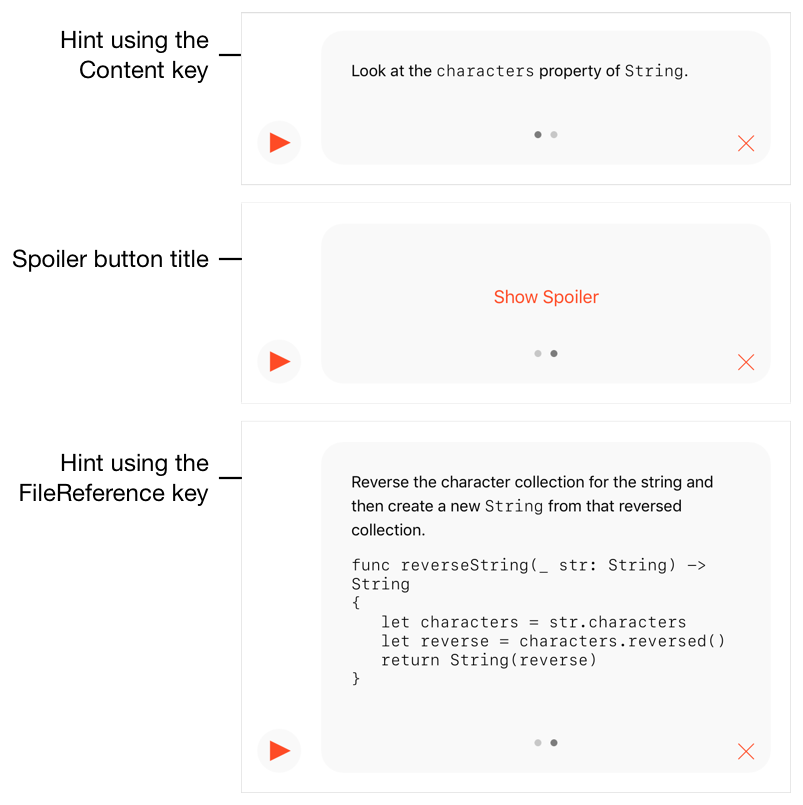 Hint using the
Content key
Look at the characters property of String.
Spoiler button title
Show Spoiler
Hint using the
FileReference key
Reverse the character collection for the string and
then create a new String from that reversed
collection.
func reverseString(_ str: String) ->
String
{
   let characters = str.characters
   let reverse = characters.reversed()
   return String(reverse)
}